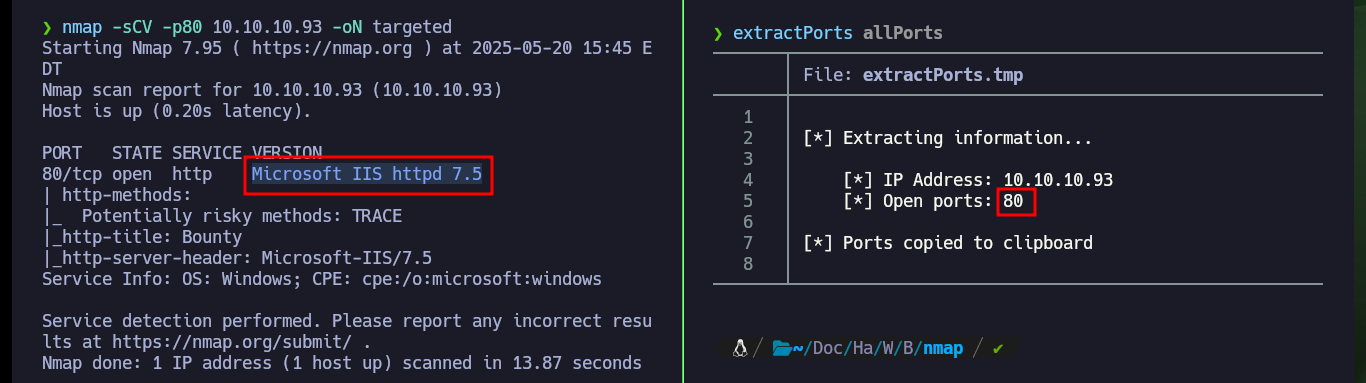 ❯ nmap -sCV -p80 10.10.10.93 -oN targeted
Starting Nmap 7.95 ( https://nmap.org ) at 2025-05-20 15:45 E
DT
Nmap scan report for 10.10.10.93 (10.10.10.93)
Host is up (0.20s latency).
PORT   STATE SERVICE VERSION
80/tcp open  http    Microsoft IIS httpd 7.5
| http-methods:
|_  Potentially risky methods: TRACE
|_http-title: Bounty
|_http-server-header: Microsoft-IIS/7.5
Service Info: OS: Windows; CPE: cpe:/o:microsoft:windows
Service detection performed. Please report any incorrect resu
lts at https://nmap.org/submit/ .
Nmap done: 1 IP address (1 host up) scanned in 13.87 seconds
❯ extractPorts allPorts
File: extractPorts.tmp
1
2 [*] Extracting information...
3
4 [*] IP Address: 10.10.10.93
5 [*] Open ports: 80
6
7 [*] Ports copied to clipboard
8
~/Doc/Ha/W/B/nmap / ✔